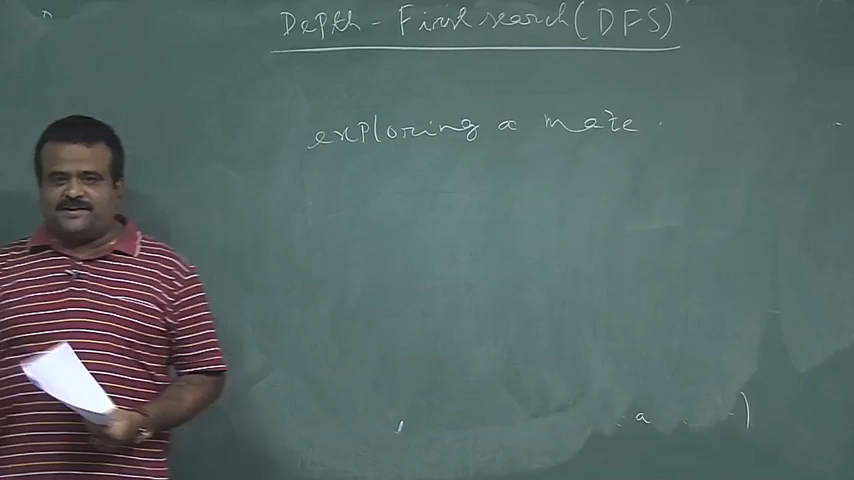 Depth - First search (DFS)
exploring a maze.
a )